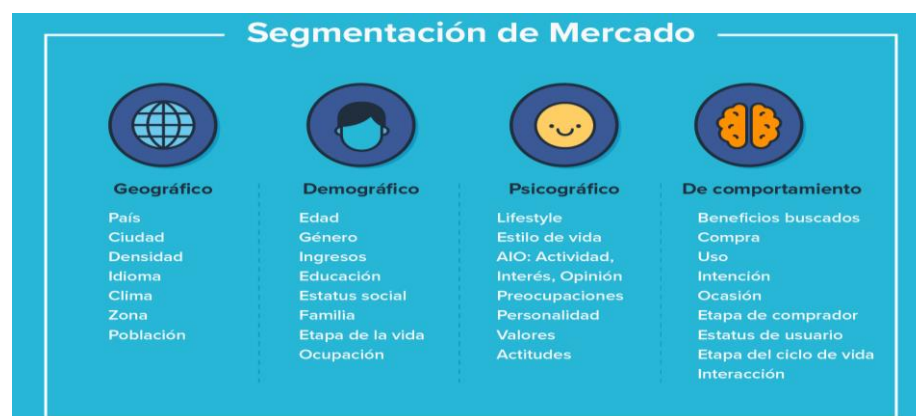 Segmentación de Mercado
Geográfico
País
Ciudad
Densidad
Idioma
Clima
Zona
Población
Demográfico
Edad
Género
Ingresos
Educación
Estatus social
Familia
Etapa de la vida
Ocupación
Psicográfico
Lifestyle
Estilo de vida
AIO: Actividad,
Interés, Opinión
Preocupaciones
Personalidad
Valores
Actitudes
De comportamiento
Beneficios buscados
Compra
Uso
Intención
Ocasión
Etapa de comprador
Estatus de usuario
Etapa del ciclo de vida
Interacción